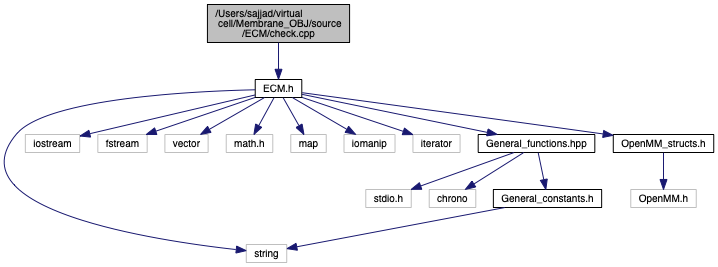 /Users/sajjad/virtual
cell/Membrane_OBJ/source
/ECM/check.cpp
ECM.h
iostream
fstream
vector
math.h
map
iomanip
iterator
General_functions.hpp
OpenMM_structs.h
stdio.h
chrono
General_constants.h
OpenMM.h
string